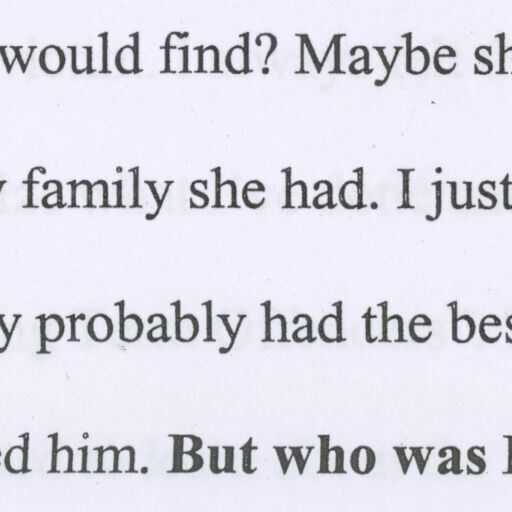 would find? Maybe sh
y family she had. I just
y probably had the bes
ed him. But who was I